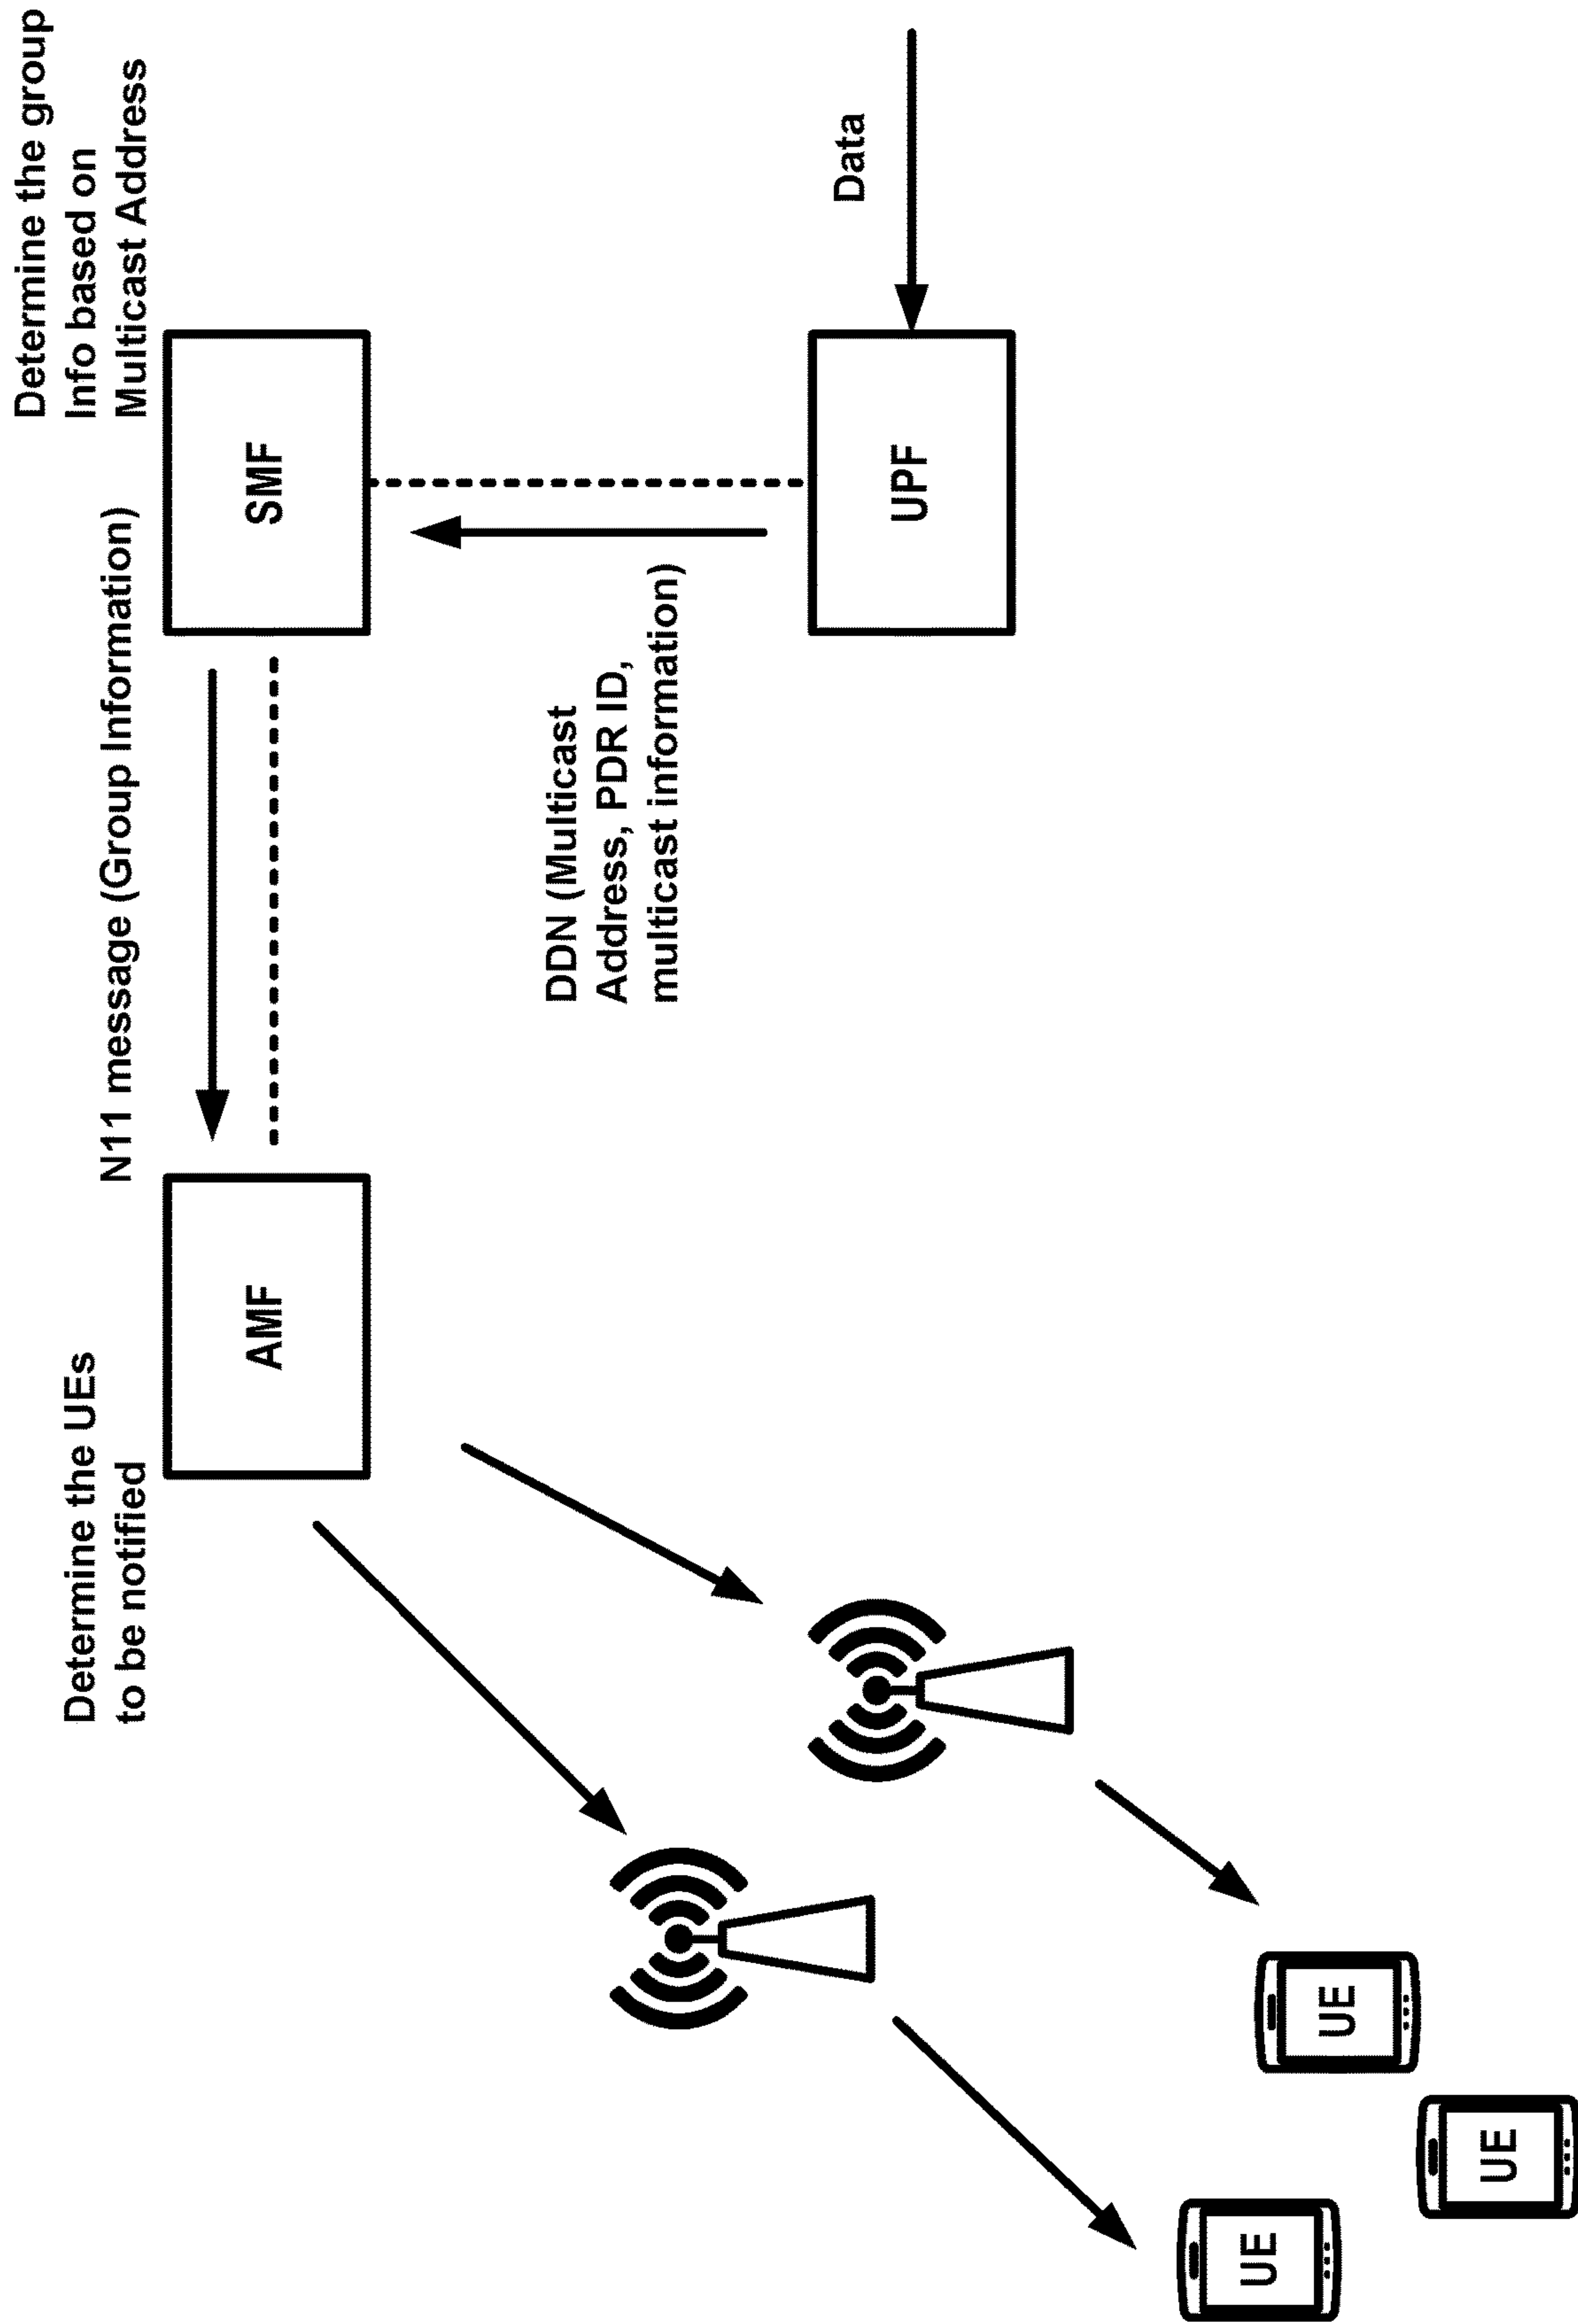 Determine the UEs
to be notified
AMF
N11 message (Group Information)
SMF
Determine the group
Info based on
Multicast Address
DDN (Multicast
Address, PDR ID,
multicast information)
UPF
Data
UE
UE
UE